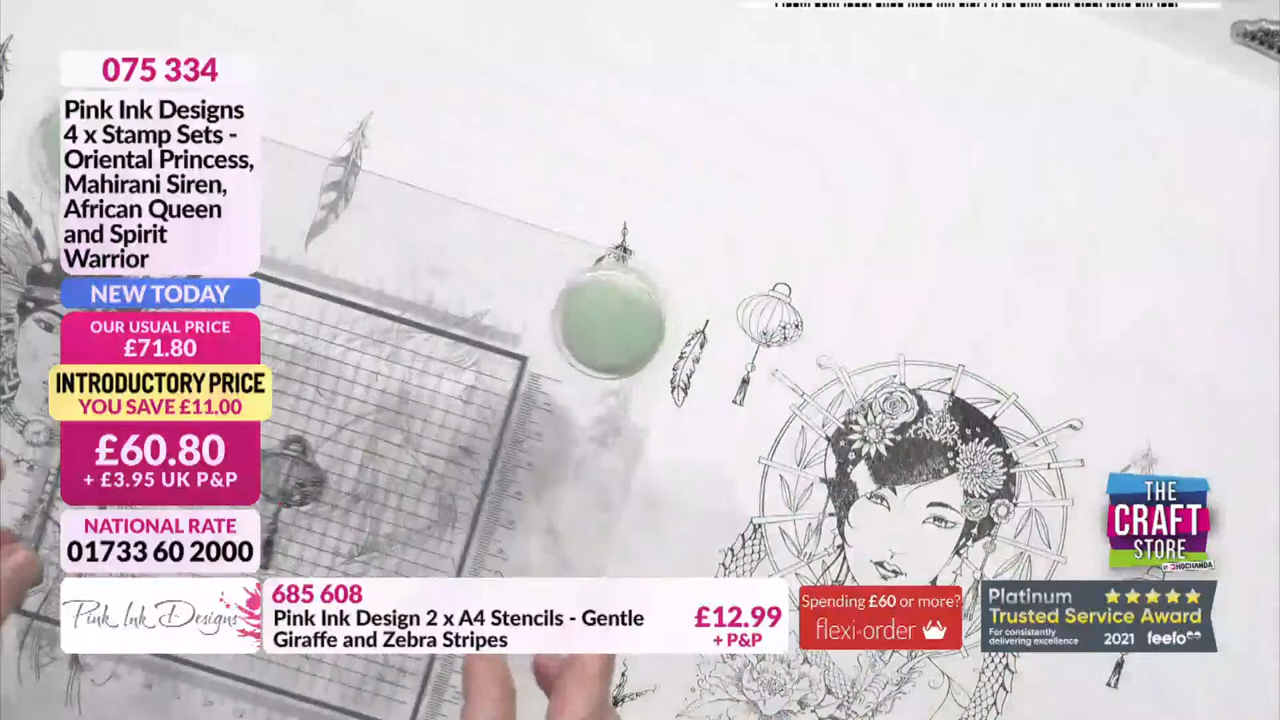 075 334
Pink Ink Designs
4 x Stamp Sets -
Oriental Princess,
Mahirani Siren,
African Queen
and Spirit
Warrior
NEW TODAY
OUR USUAL PRICE
£71.80
INTRODUCTORY PRICE
YOU SAVE £11.00
£60.80
+ £3.95 UK P&P
NATIONAL RATE
01733 60 2000
Pink Ink Designs
685 608
Pink Ink Design 2 x A4 Stencils - Gentle
Giraffe and Zebra Stripes
£12.99
+ P&P
Spending £60 or more?
flexi-order
THE
CRAFT
STORE
BY HOCHANDA
Platinum
Trusted Service Award
For consistently
delivering excellence
2021 feefo